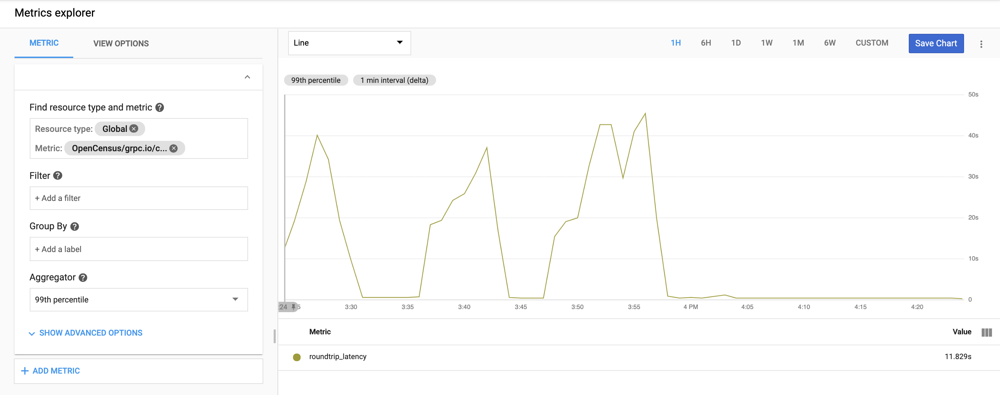 Metrics explorer
METRIC
VIEW OPTIONS
Line
1H 6H 1D 1W 1M 6W CUSTOM
Save Chart
99th percentile
1 min interval (delta)
Find resource type and metric
Resource type: Global
Metric: OpenCensus/grpc.io/c...
Filter
+ Add a filter
Group By
+ Add a label
Aggregator
99th percentile
SHOW ADVANCED OPTIONS
+ ADD METRIC
50s
40s
30s
20s
10s
0
:24 5 3:30 3:35 3:40 3:45 3:50 3:55 4 PM 4:05 4:10 4:15 4:20
Metric Value
roundtrip_latency 11.829s